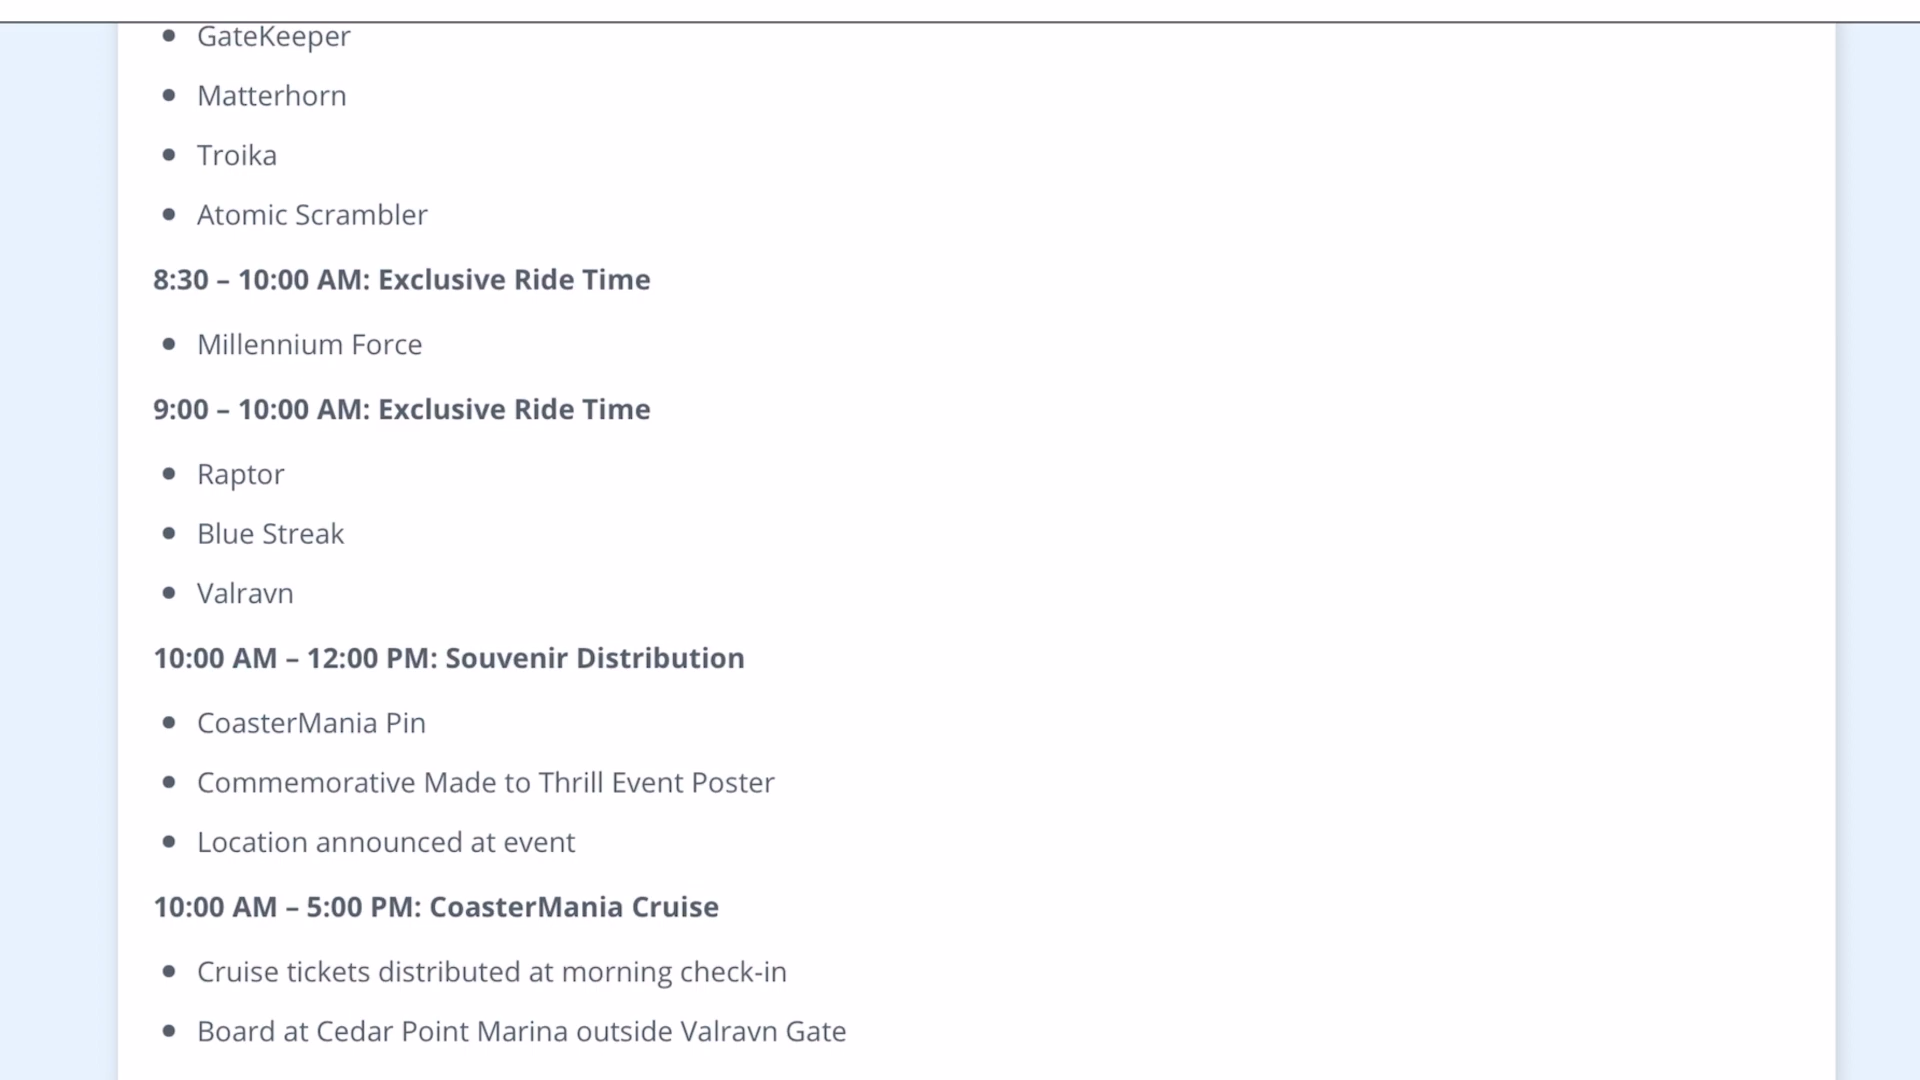 GateKeeper
Matterhorn
Troika
Atomic Scrambler
8:30 – 10:00 AM: Exclusive Ride Time
Millennium Force
9:00 – 10:00 AM: Exclusive Ride Time
Raptor
Blue Streak
Valravn
10:00 AM – 12:00 PM: Souvenir Distribution
CoasterMania Pin
Commemorative Made to Thrill Event Poster
Location announced at event
10:00 AM – 5:00 PM: CoasterMania Cruise
Cruise tickets distributed at morning check-in
Board at Cedar Point Marina outside Valravn Gate